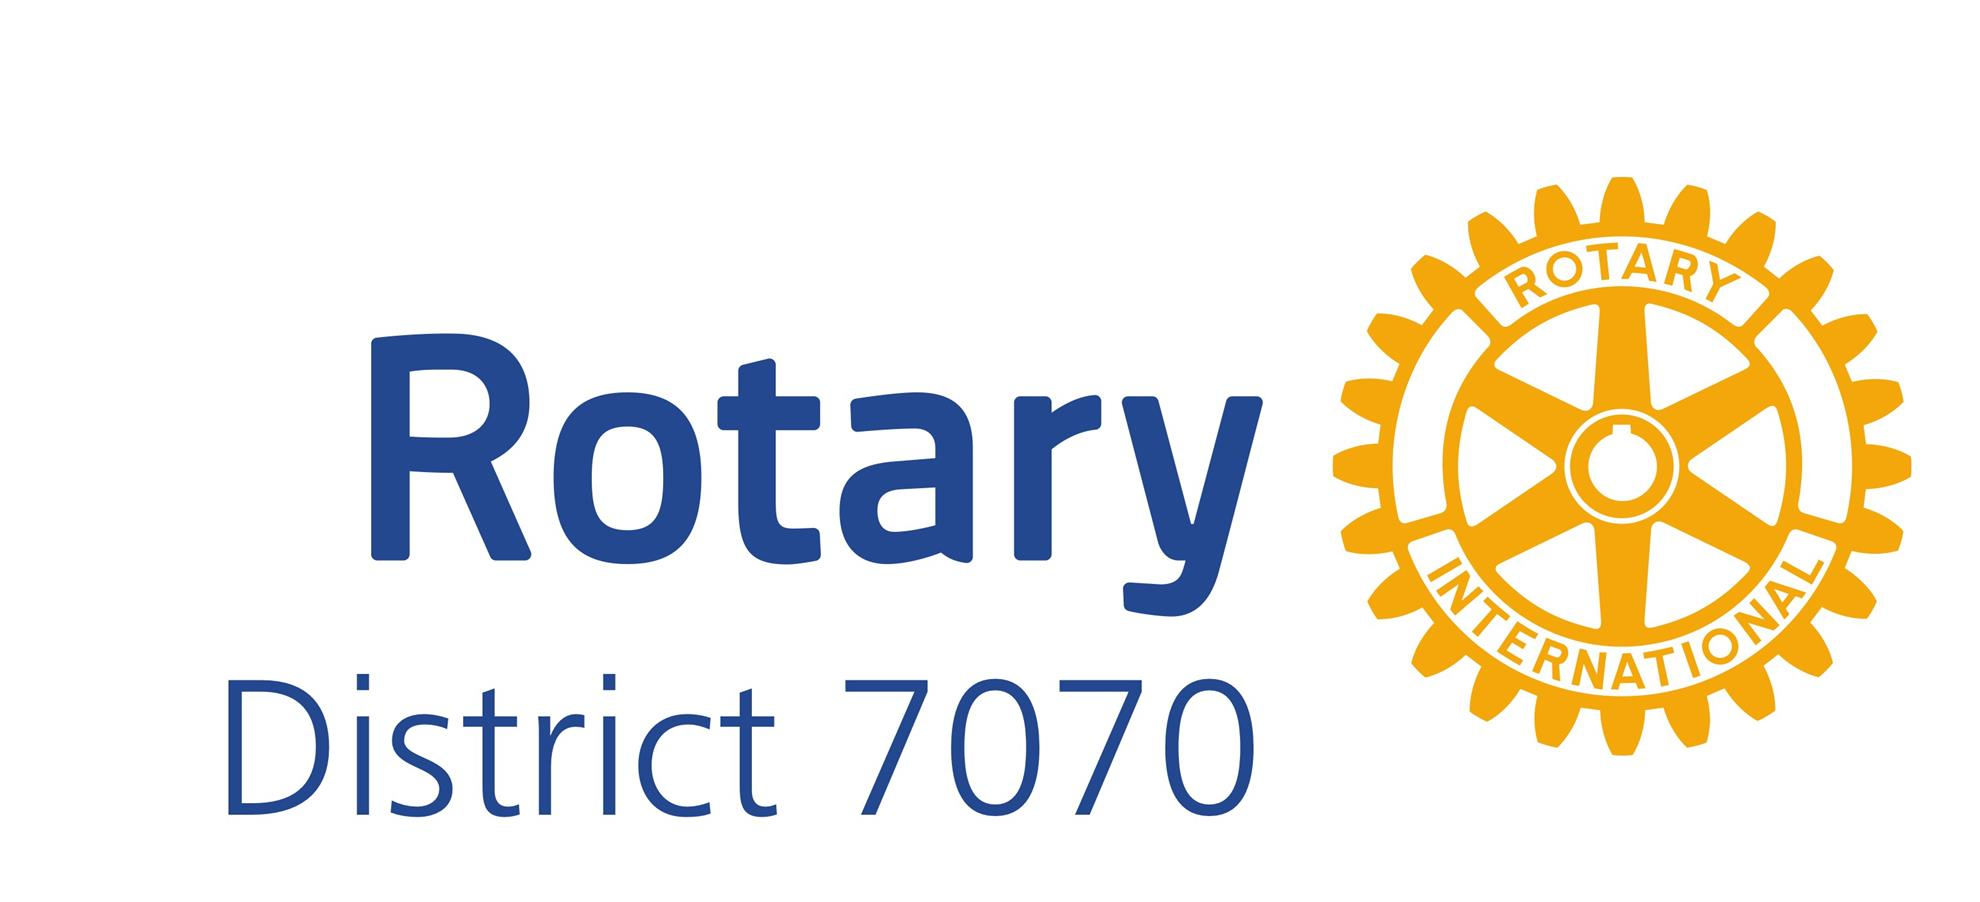 Rotary
District 7070
ROTARY
INTERNATIONAL